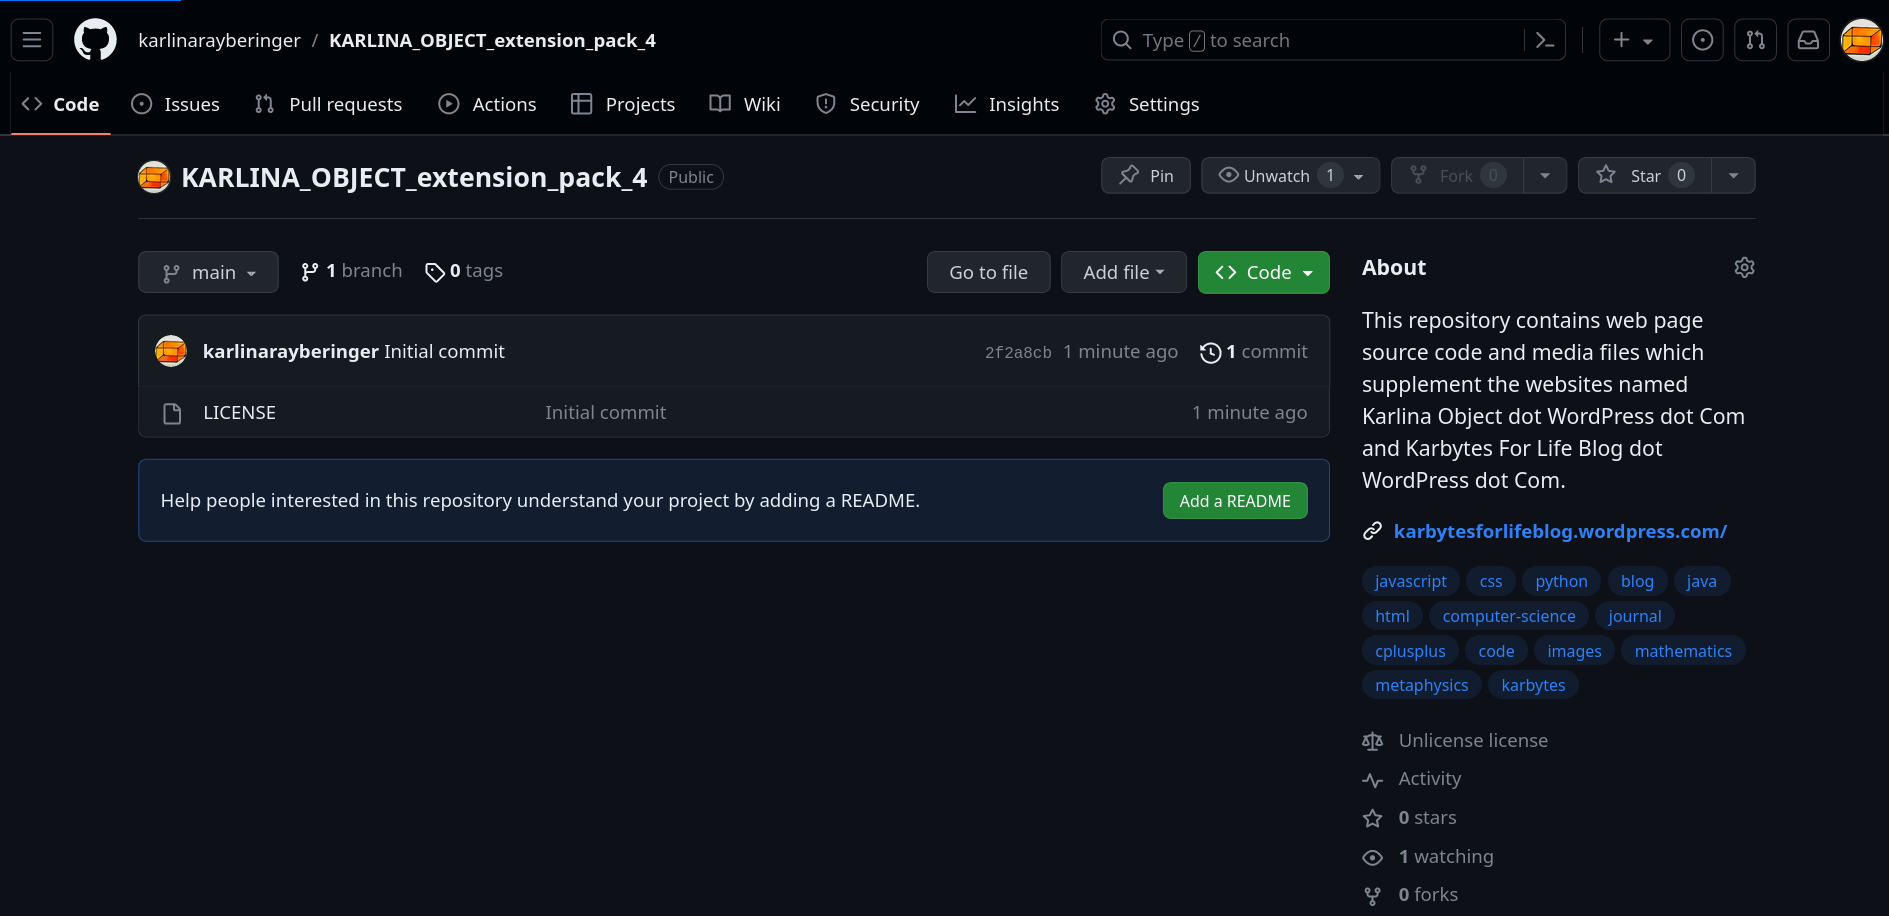 karlinarayberinger / KARLINA_OBJECT_extension_pack_4
Type / to search
Code Issues Pull requests Actions Projects Wiki Security Insights Settings
KARLINA_OBJECT_extension_pack_4 Public
Pin Unwatch 1 Fork 0 Star 0
main 1 branch 0 tags Go to file Add file Code
karlinarayberinger Initial commit 2f2a8cb 1 minute ago 1 commit
LICENSE Initial commit 1 minute ago
Help people interested in this repository understand your project by adding a README. Add a README
About
This repository contains web page
source code and media files which
supplement the websites named
Karlina Object dot WordPress dot Com
and Karbytes For Life Blog dot
WordPress dot Com.
karbytesforlifeblog.wordpress.com/
javascript css python blog java
html computer-science journal
cplusplus code images mathematics
metaphysics karbytes
Unlicense license
Activity
0 stars
1 watching
0 forks